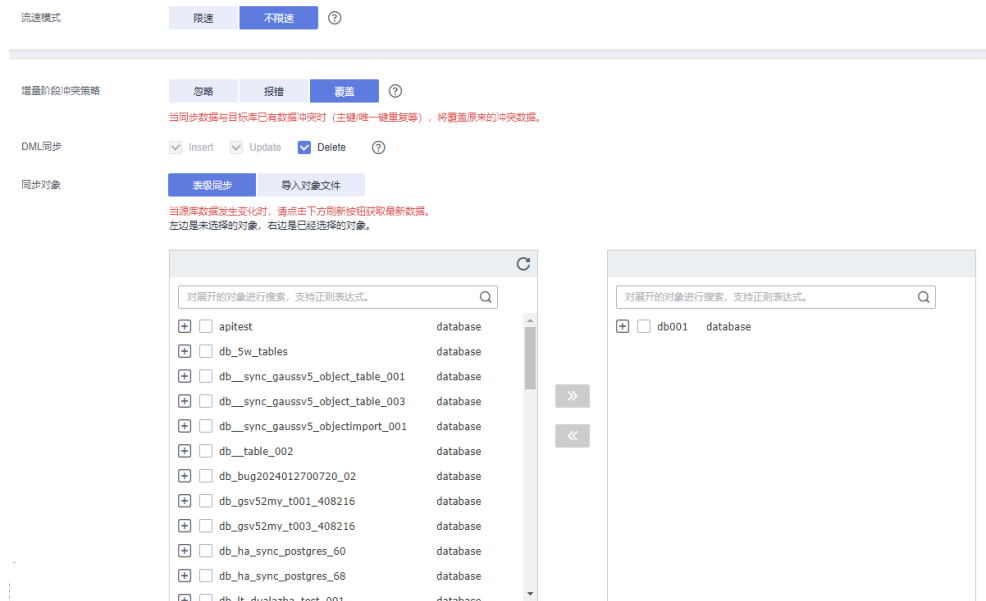 流速模式 限速 不限速 ?
增量阶段冲突策略 忽略 报错 覆盖 ?
当同步数据与目标库已有数据冲突时（主键/唯一键重复等），将覆盖原来的冲突数据。
DML同步 Insert Update Delete ?
同步对象 表级同步 导入对象文件
当源库数据发生变化时，请点击下方刷新按钮获取最新数据。
左边是未选择的对象，右边是已经选择的对象。
对展开的对象进行搜索，支持正则表达式。 对展开的对象进行搜索，支持正则表达式。
apitest database db001 database
db_5w_tables database
db__sync_gaussv5_object_table_001 database
db__sync_gaussv5_object_table_003 database
db__sync_gaussv5_objectimport_001 database
db__table_002 database
db_bug2024012700720_02 database
db_gsv52my_t001_408216 database
db_gsv52my_t003_408216 database
db_ha_sync_postgres_60 database
db_ha_sync_postgres_68 database
db_lt_dualazha_test_001 database